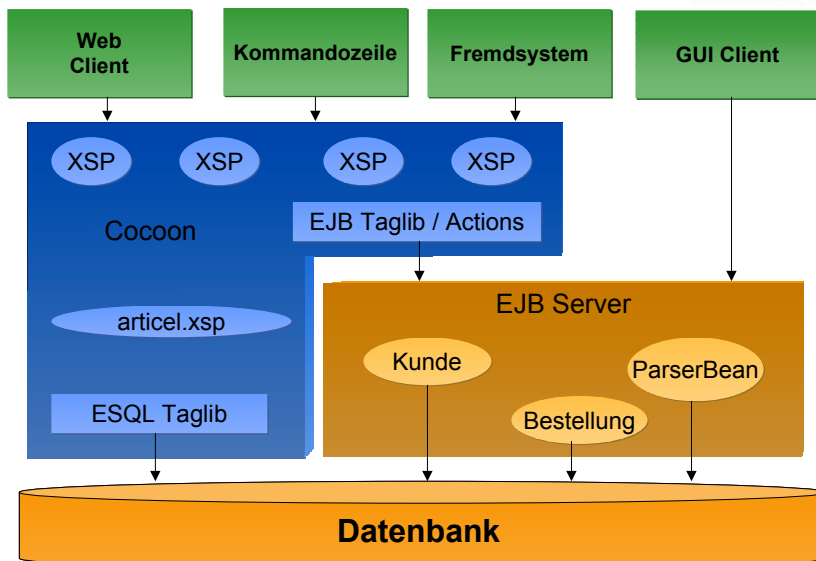 Web
Client
Kommandozeile
Fremdsystem
GUI Client
XSP
XSP
XSP
XSP
EJB Taglib / Actions
Cocoon
EJB Server
articel.xsp
Kunde
ParserBean
ESQL Taglib
Bestellung
Datenbank